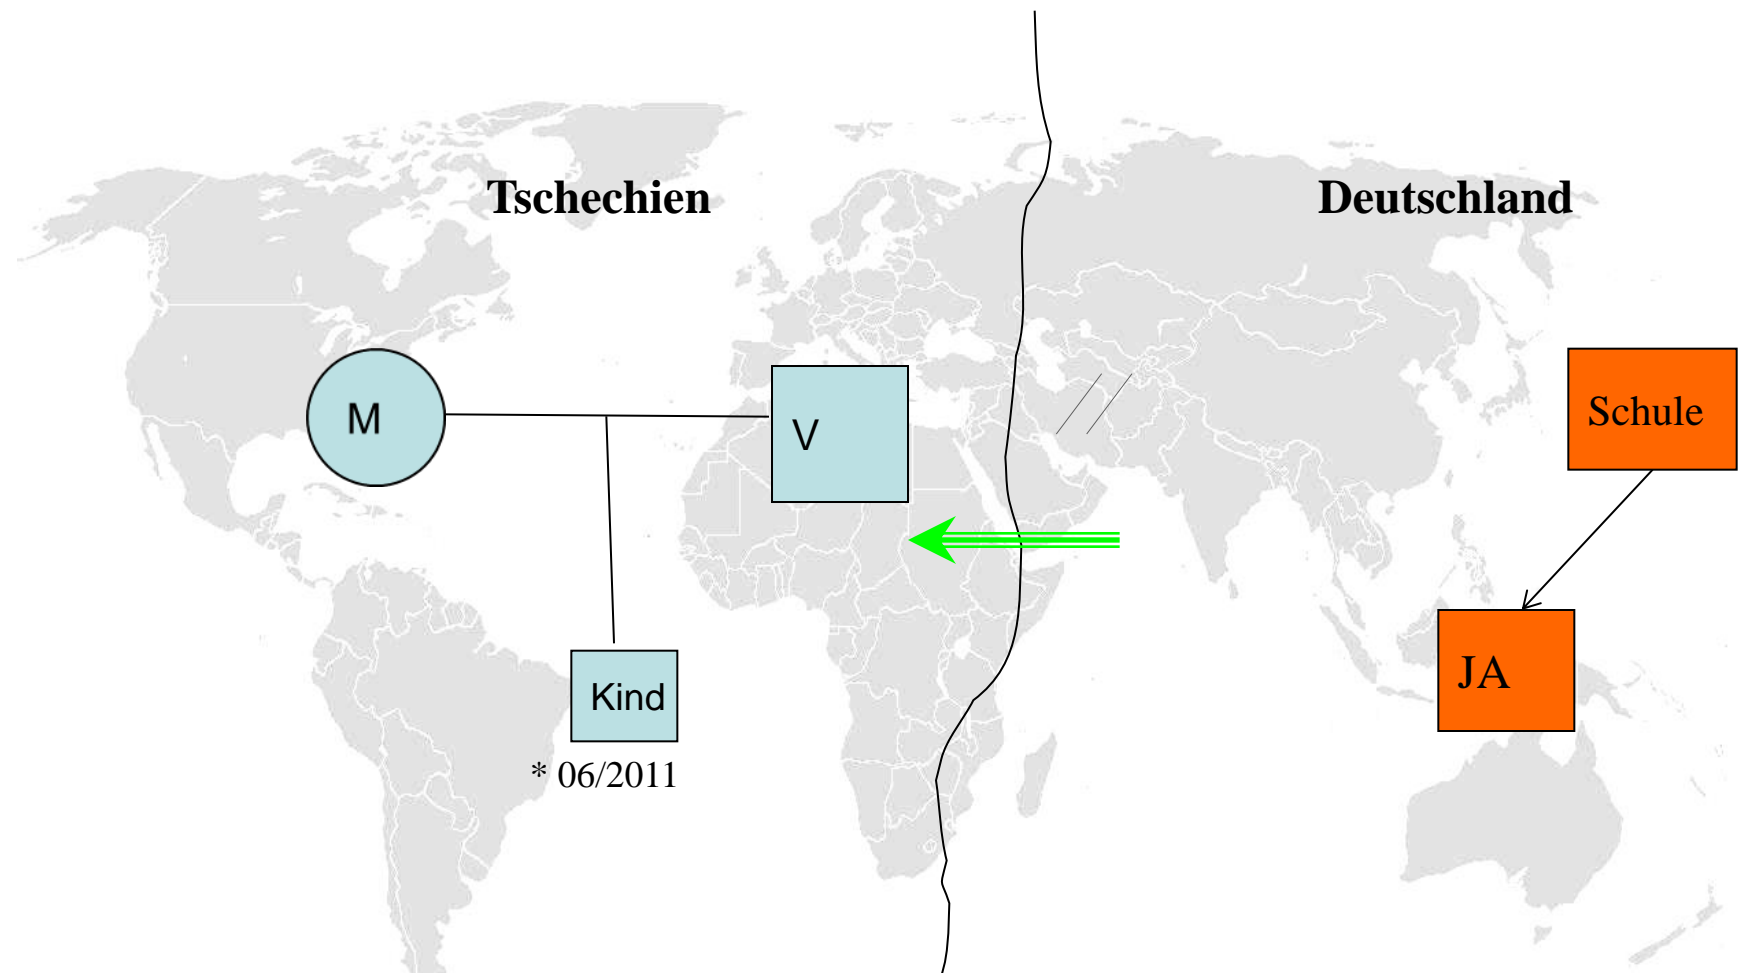 Tschechien
Deutschland
M
V
Schule
Kind
JA
* 06/2011